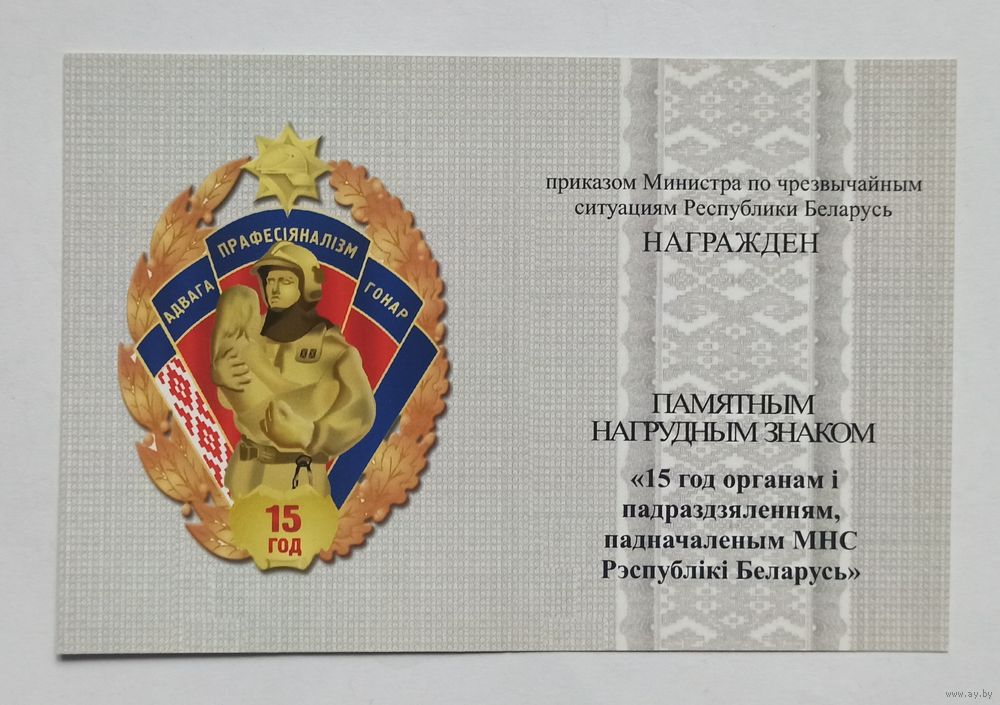 АДВАГА
ПРАФЕСІЯНАЛІЗМ
ГОНАР
15
ГОД
приказом Министра по чрезвычайным
ситуациям Республики Беларусь
НАГРАЖДЕН
ПАМЯТНЫМ
НАГРУДНЫМ ЗНАКОМ
«15 год органам і
падраздзяленням,
падначаленым МНС
Рэспублікі Беларусь»
www.ay.by